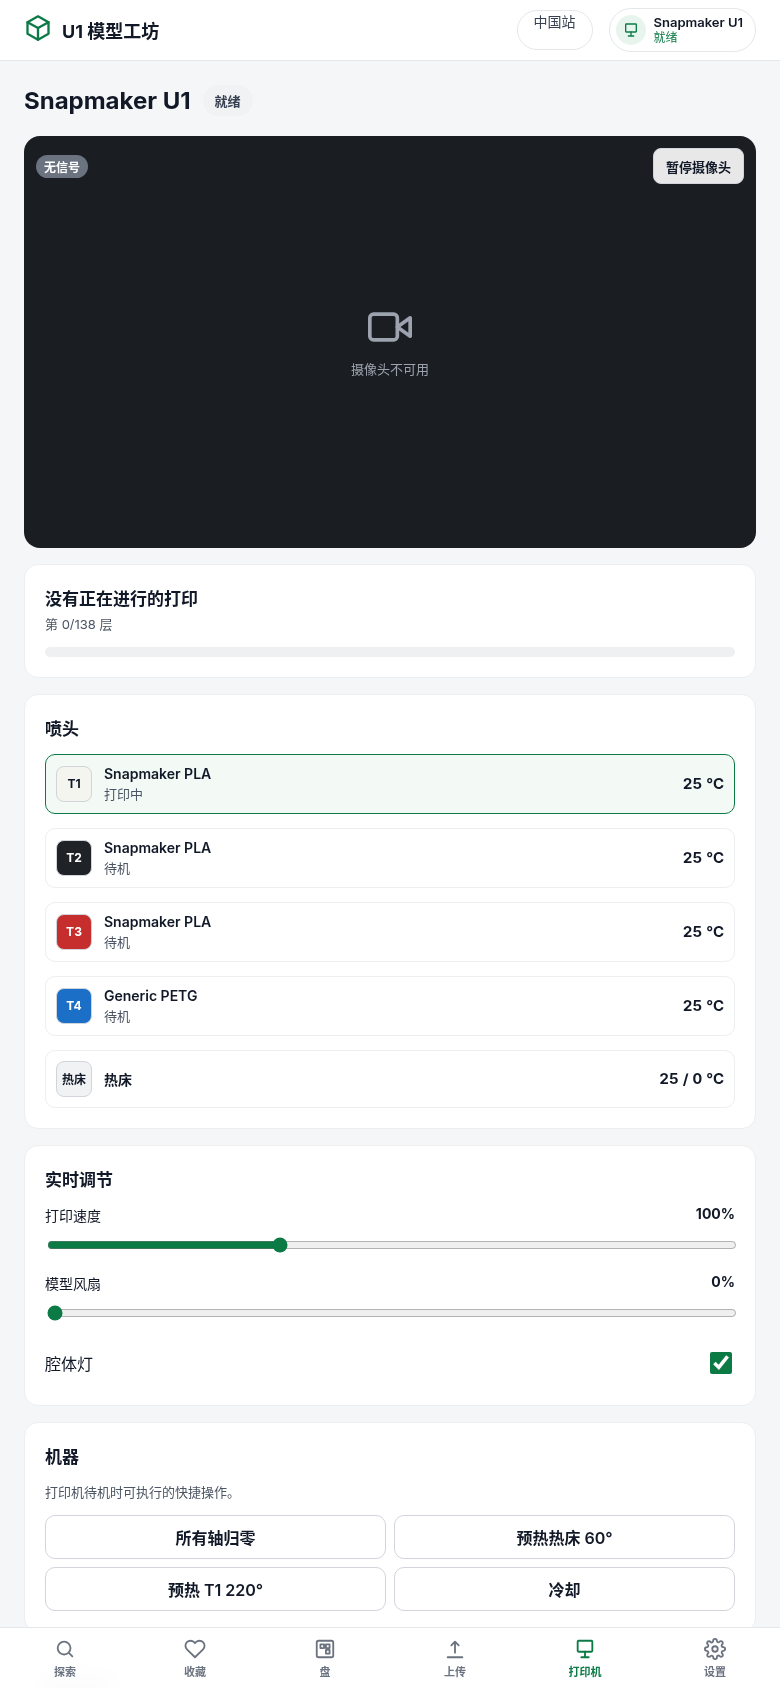 U1 模型工坊
中国站
Snapmaker U1
就绪
Snapmaker U1
就绪
无信号
暂停摄像头
摄像头不可用
没有正在进行的打印
第 0/138 层
喷头
T1
Snapmaker PLA
打印中
25 °C
T2
Snapmaker PLA
待机
25 °C
T3
Snapmaker PLA
待机
25 °C
T4
Generic PETG
待机
25 °C
热床
热床
25 / 0 °C
实时调节
打印速度
100%
模型风扇
0%
腔体灯
机器
打印机待机时可执行的快捷操作。
所有轴归零
预热热床 60°
预热 T1 220°
冷却
探索
收藏
盘
上传
打印机
设置